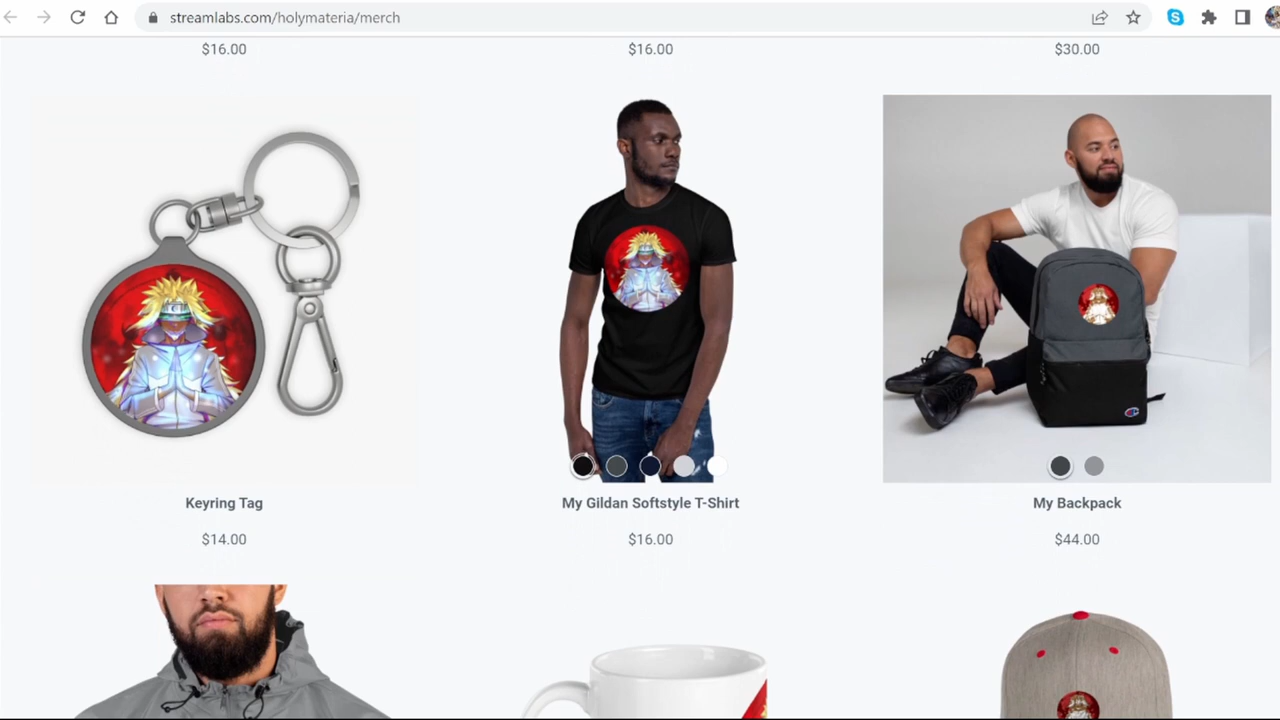 streamlabs.com/holymateria/merch
$16.00
$16.00
$30.00
Keyring Tag
My Gildan Softstyle T-Shirt
My Backpack
$14.00
$16.00
$44.00